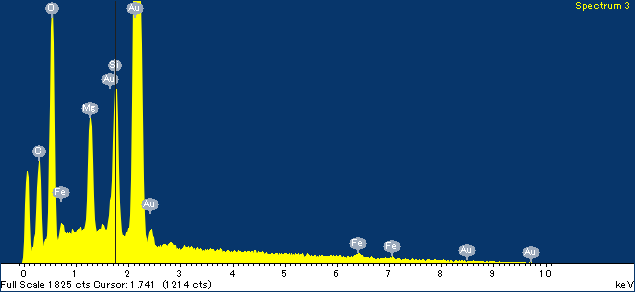 Spectrum 3
O
Au
Si
Au
Mg
Fe
Au
Fe
Fe
Au
Au
0 1 2 3 4 5 6 7 8 9 10
Full Scale 1825 cts Cursor: 1.741 (1214 cts) keV